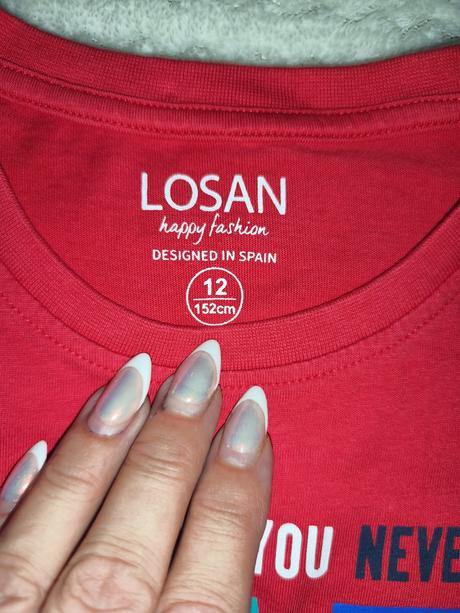 LOSAN
happy fashion
DESIGNED IN SPAIN
12
152cm
YOU NEVE